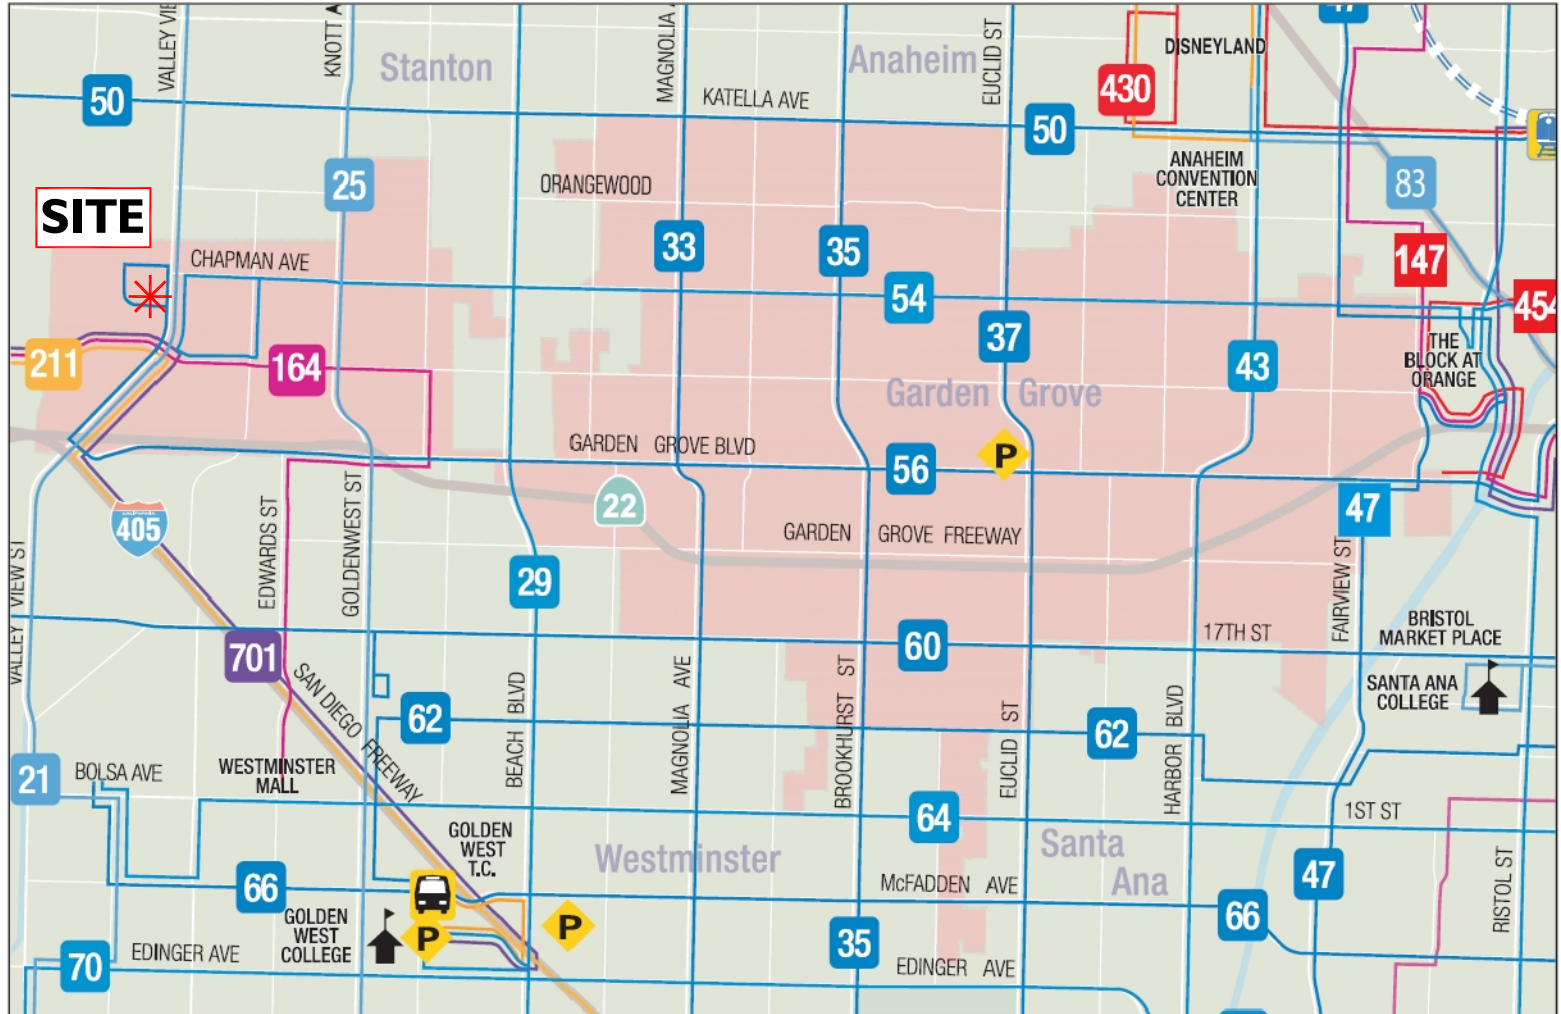 VALLEY VIE
KNOTT A
Stanton
MAGNOLIA A
Anaheim
EUCLID ST
DISNEYLAND
47
430
50
KATELLA AVE
50
ANAHEIM
CONVENTION
CENTER
25
ORANGEWOOD
83
SITE
33
35
147
CHAPMAN AVE
54
454
37
THE
BLOCK AT
ORANGE
211
164
43
Garden Grove
GARDEN GROVE BLVD
P
56
22
47
405
EDWARDS ST
GOLDENWEST ST
GARDEN GROVE FREEWAY
VALLEY VIEW ST
29
FAIRVIEW ST
BRISTOL
MARKET PLACE
60
17TH ST
701
SAN DIEGO FREEWAY
SANTA ANA
COLLEGE
62
62
BEACH BLVD
MAGNOLIA AVE
BROOKHURST ST
EUCLID ST
HARBOR BLVD
WESTMINSTER
MALL
21
BOLSA AVE
64
1ST ST
GOLDEN
WEST
T.C.
Westminster
Santa
Ana
47
66
McFADDEN AVE
66
RISTOL ST
GOLDEN
WEST
COLLEGE
P
P
35
70
EDINGER AVE
EDINGER AVE